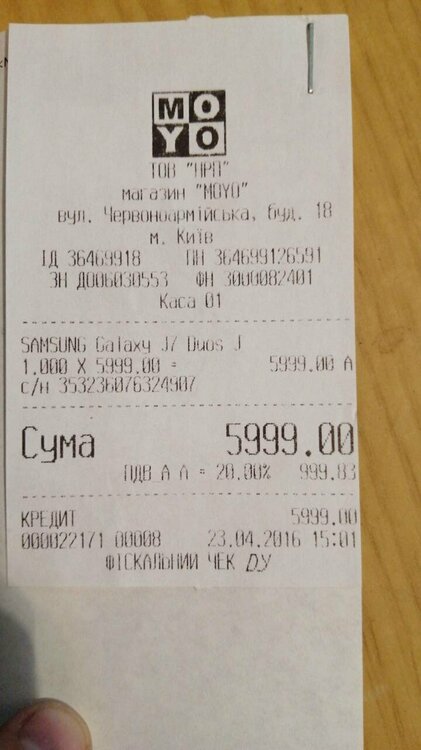 MO
YO
ТОВ "НРП"
магазин "MOYO"
вул. Червоноармійська, буд. 18
м. Київ
ІД 36469918 ПН 364699126591
ЗН ДО06030553 ФН 3000082401
Каса 01
SAMSUNG Galaxy J7 Duos J
1.000 X 5999.00 = 5999.00 А
с/н 353236076324907
Сума 5999.00
ПДВ А А = 20.00% 999.83
КРЕДИТ 5999.00
000022171 00008 23.04.2016 15:01
ФІСКАЛЬНИЙ ЧЕК